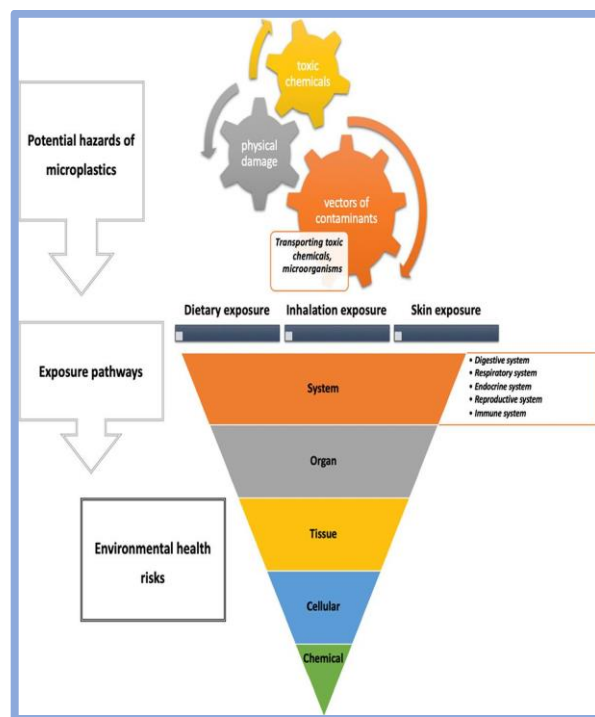 toxic
chemicals
physical
damage
vectors of
contaminants
Transporting toxic
chemicals,
microorganisms
Potential hazards of
microplastics
Dietary exposure
Inhalation exposure
Skin exposure
Exposure pathways
System
• Digestive system
• Respiratory system
• Endocrine system
• Reproductive system
• Immune system
Organ
Tissue
Environmental health
risks
Cellular
Chemical